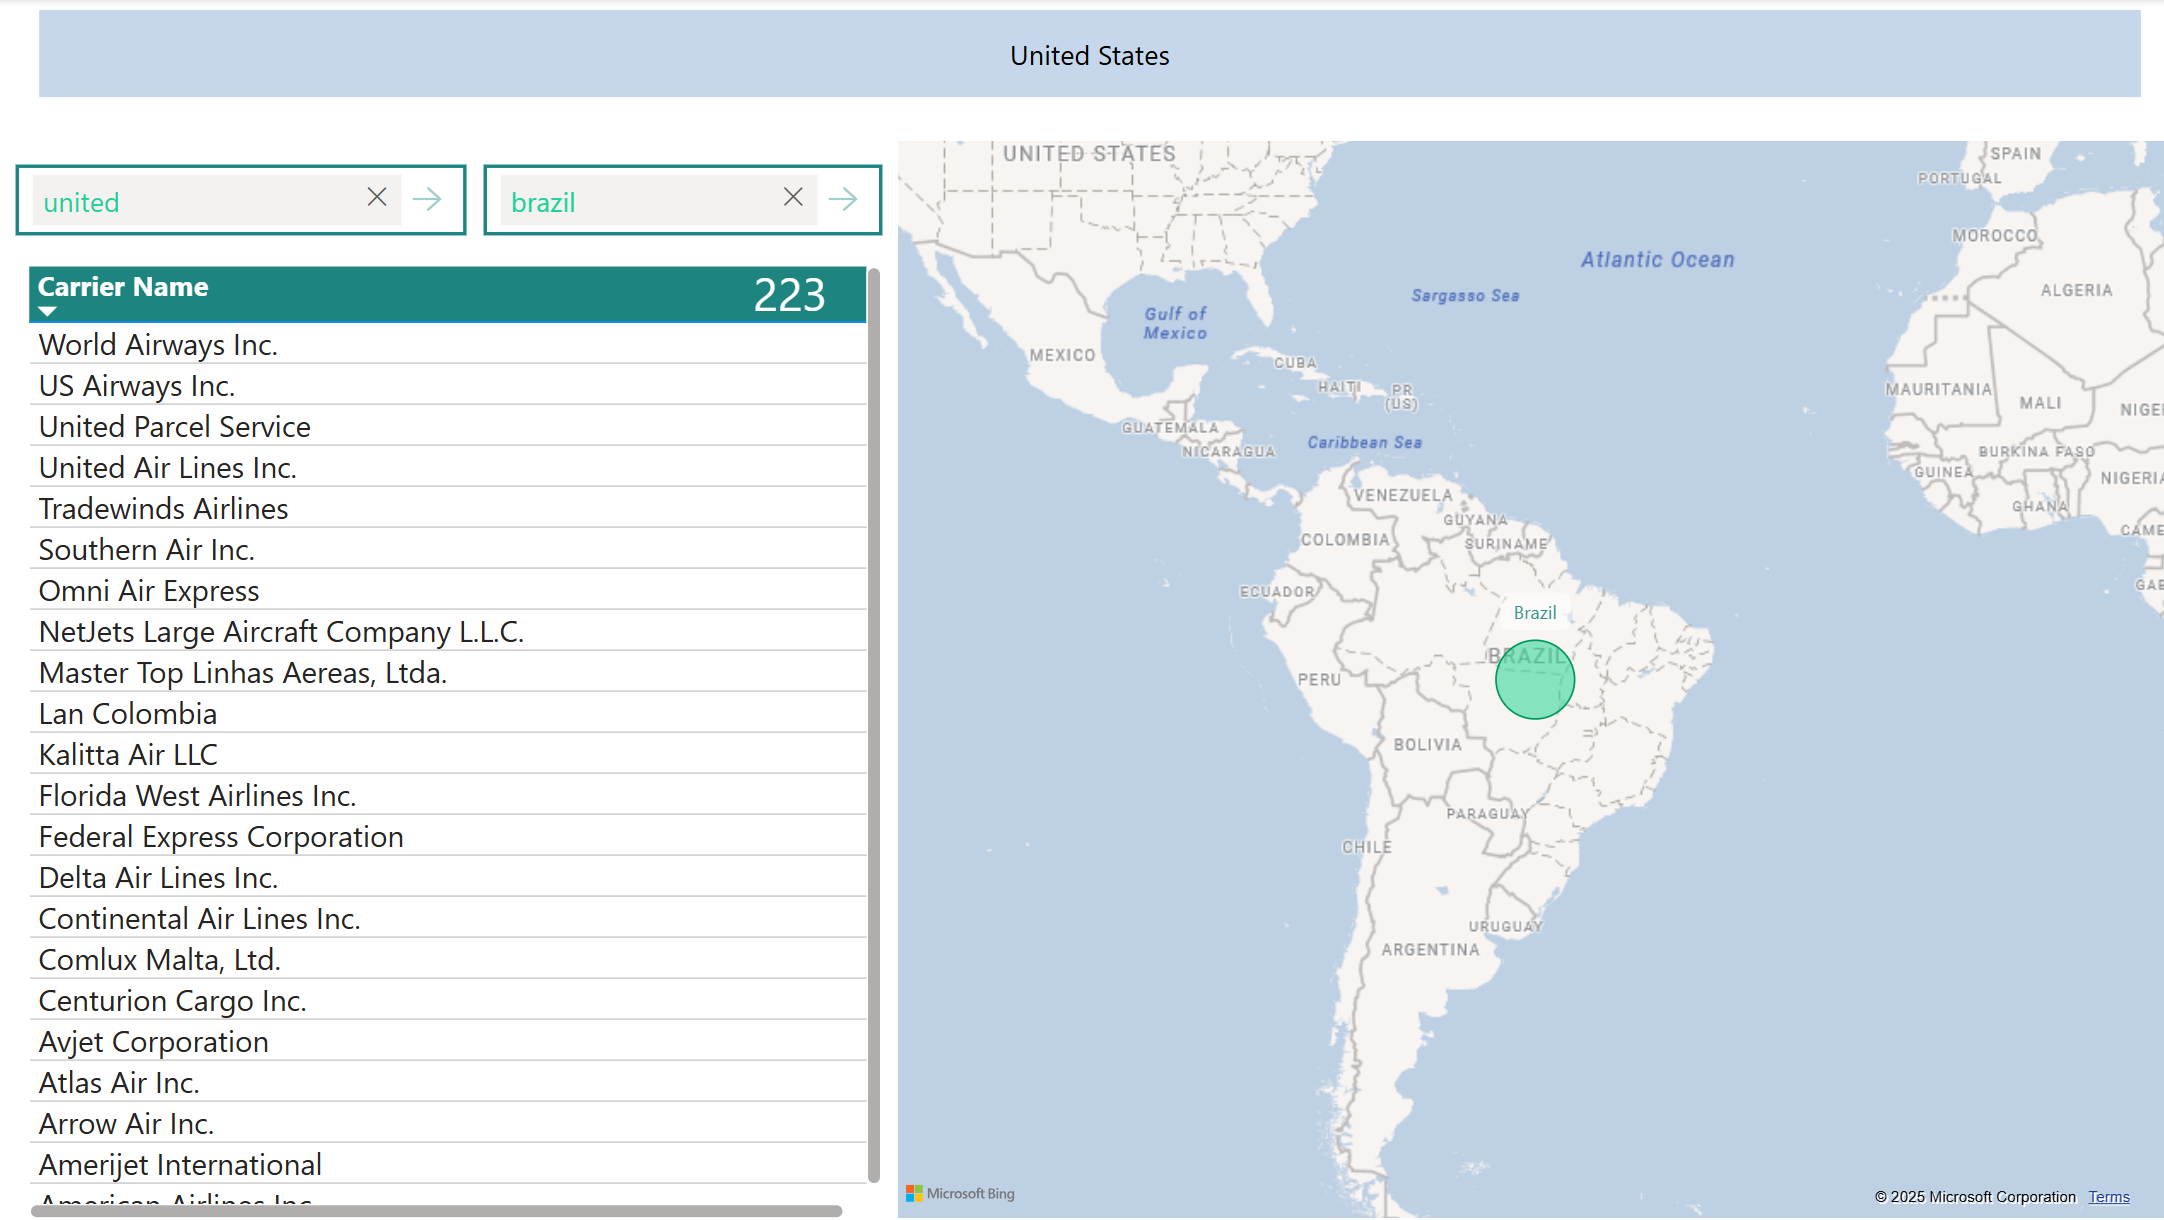 United States
united
brazil
Carrier Name
223
World Airways Inc.
US Airways Inc.
United Parcel Service
United Air Lines Inc.
Tradewinds Airlines
Southern Air Inc.
Omni Air Express
NetJets Large Aircraft Company L.L.C.
Master Top Linhas Aereas, Ltda.
Lan Colombia
Kalitta Air LLC
Florida West Airlines Inc.
Federal Express Corporation
Delta Air Lines Inc.
Continental Air Lines Inc.
Comlux Malta, Ltd.
Centurion Cargo Inc.
Avjet Corporation
Atlas Air Inc.
Arrow Air Inc.
Amerijet International
American Airlines Inc.
UNITED STATES
SPAIN
PORTUGAL
MOROCCO
Atlantic Ocean
ALGERIA
Sargasso Sea
Gulf of
Mexico
MEXICO
CUBA
HAITI
PR
(US)
MAURITANIA
MALI
NIGE
GUATEMALA
NICARAGUA
Caribbean Sea
BURKINA FASO
GUINEA
NIGERIA
VENEZUELA
GUYANA
GHANA
CAME
COLOMBIA
SURINAME
ECUADOR
GAB
Brazil
BRAZIL
PERU
BOLIVIA
PARAGUAY
CHILE
URUGUAY
ARGENTINA
Microsoft Bing
© 2025 Microsoft Corporation Terms